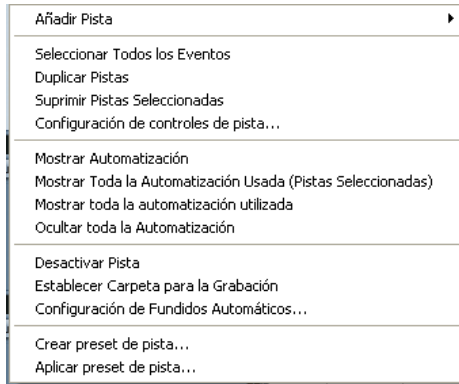 Añadir Pista
Seleccionar Todos los Eventos
Duplicar Pistas
Suprimir Pistas Seleccionadas
Configuración de controles de pista...
Mostrar Automatización
Mostrar Toda la Automatización Usada (Pistas Seleccionadas)
Mostrar toda la automatización utilizada
Ocultar toda la Automatización
Desactivar Pista
Establecer Carpeta para la Grabación
Configuración de Fundidos Automáticos...
Crear preset de pista...
Aplicar preset de pista...